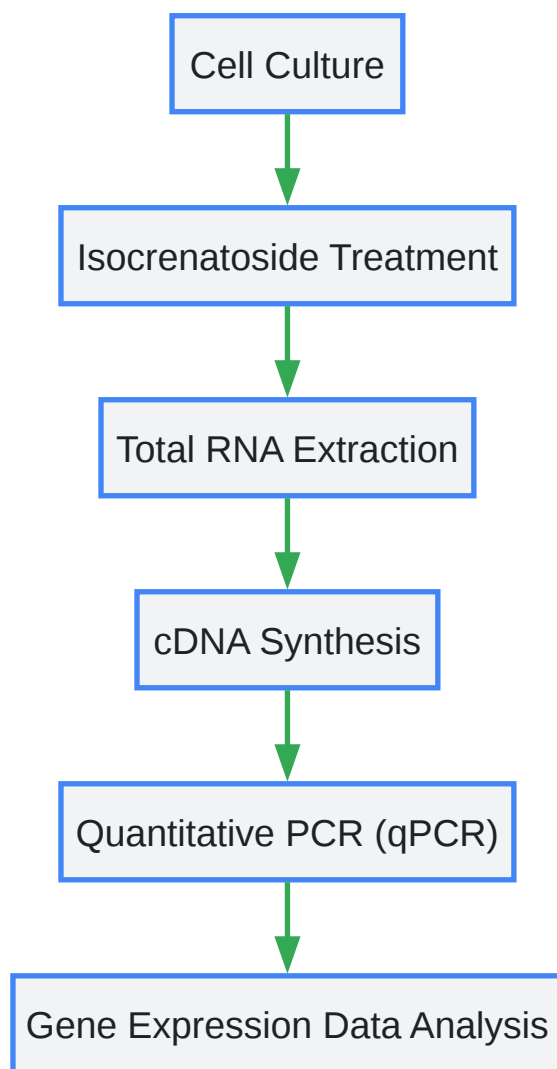 Cell Culture
Isocrenatoside Treatment
Total RNA Extraction
cDNA Synthesis
Quantitative PCR (qPCR)
Gene Expression Data Analysis